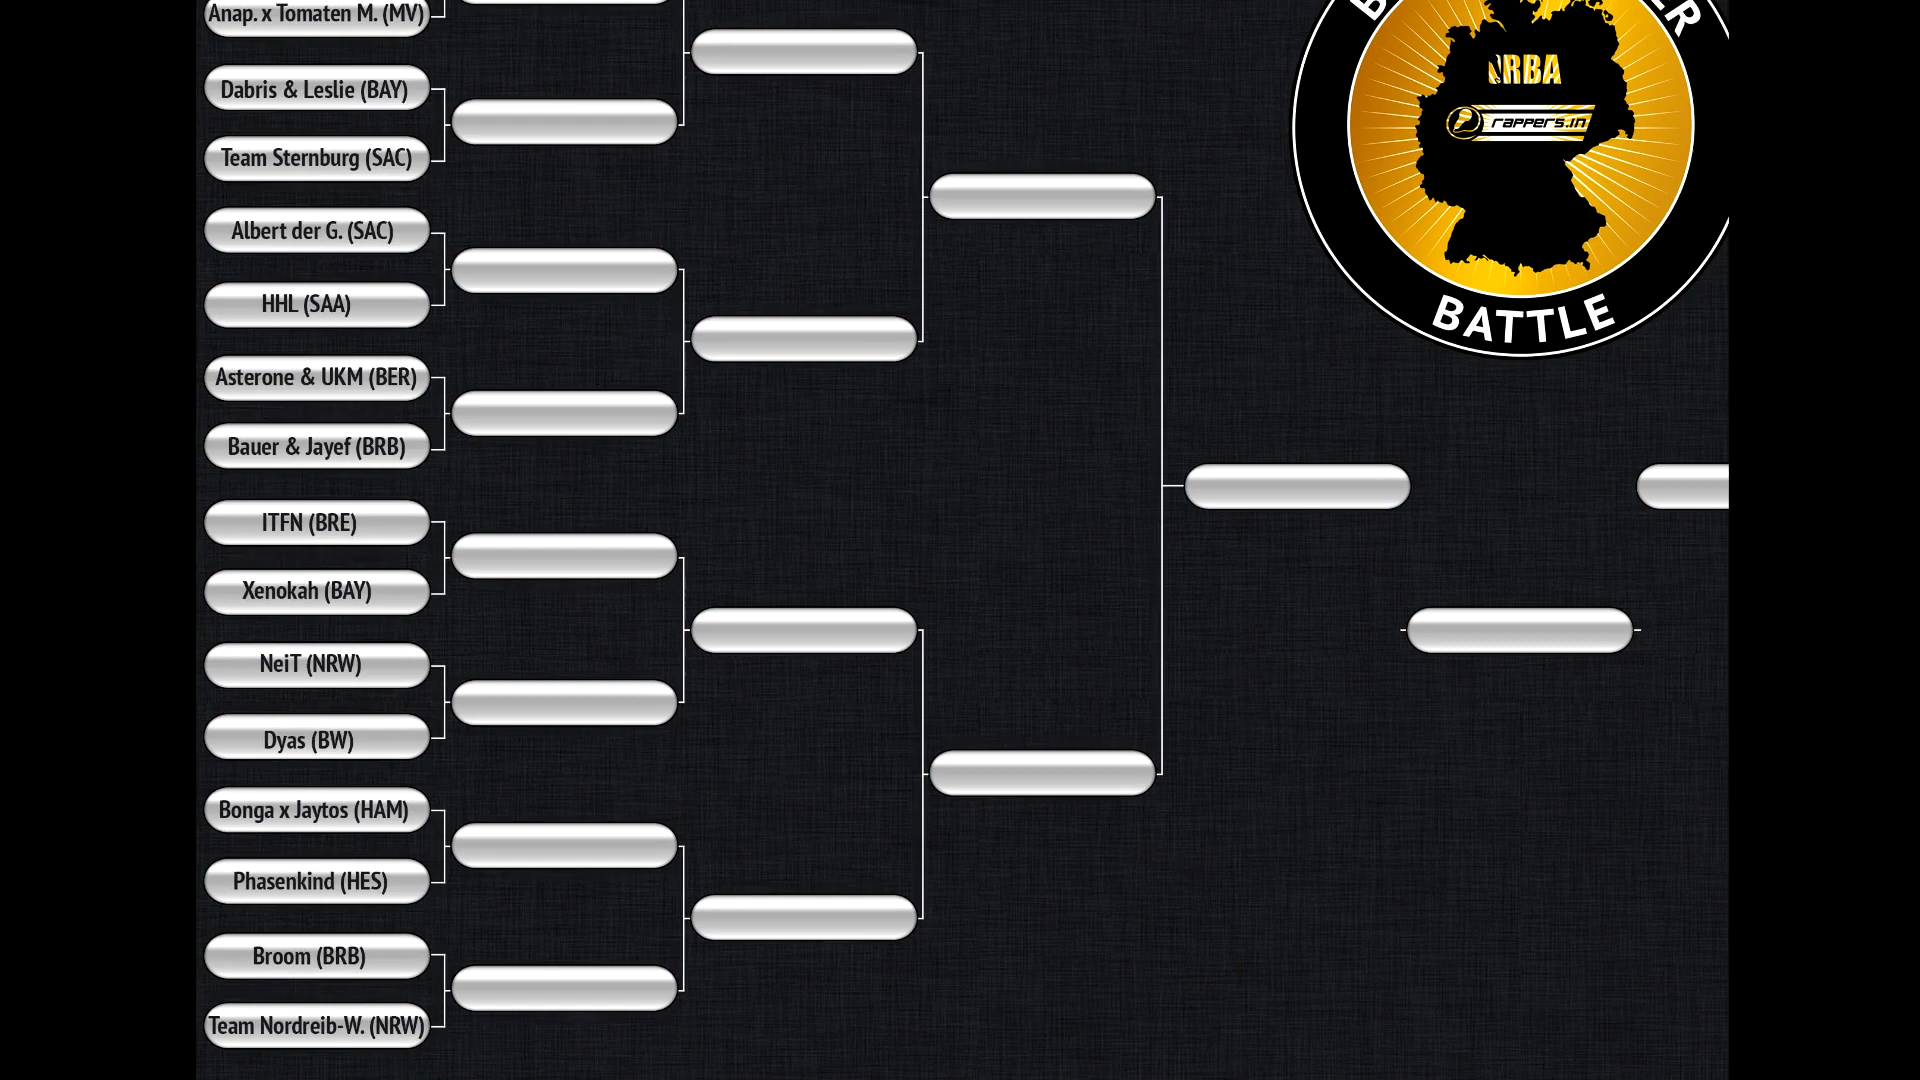 Anap. x Tomaten M. (MV)
Dabris & Leslie (BAY)
Team Sternburg (SAC)
Albert der G. (SAC)
HHL (SAA)
Asterone & UKM (BER)
Bauer & Jayef (BRB)
ITFN (BRE)
Xenokah (BAY)
NeiT (NRW)
Dyas (BW)
Bonga x Jaytos (HAM)
Phasenkind (HES)
Broom (BRB)
Team Nordreib-W. (NRW)
RBA
rappers.in
BATTLE